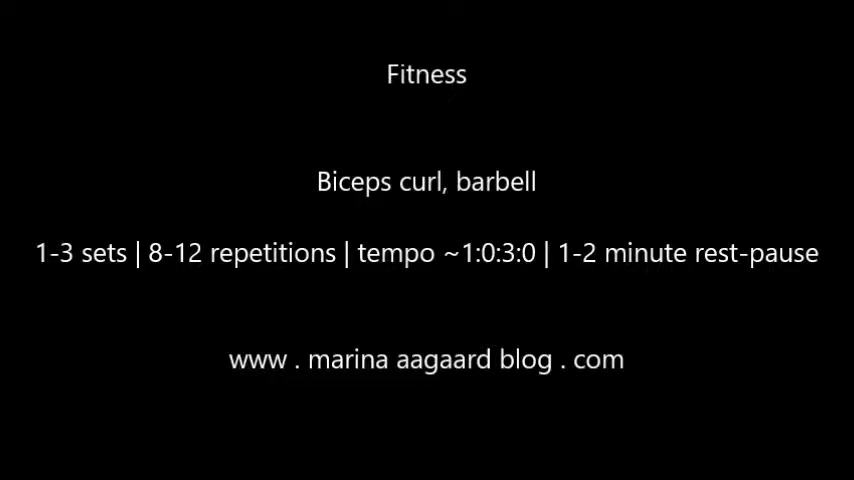 Fitness
Biceps curl, barbell
1-3 sets | 8-12 repetitions | tempo ~1:0:3:0 | 1-2 minute rest-pause
www . marina aagaard blog . com